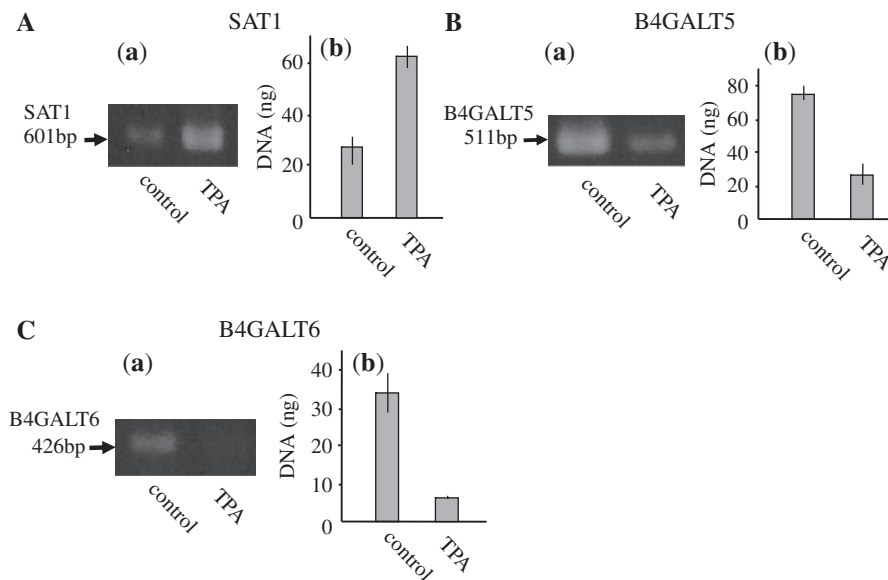 A
SAT1
(a)
(b)
SAT1
601bp
control
TPA
DNA (ng)
60
40
20
0
control
TPA
B
B4GALT5
(a)
(b)
B4GALT5
511bp
control
TPA
DNA (ng)
80
60
40
20
0
control
TPA
C
B4GALT6
(a)
(b)
B4GALT6
426bp
control
TPA
DNA (ng)
40
30
20
10
0
control
TPA